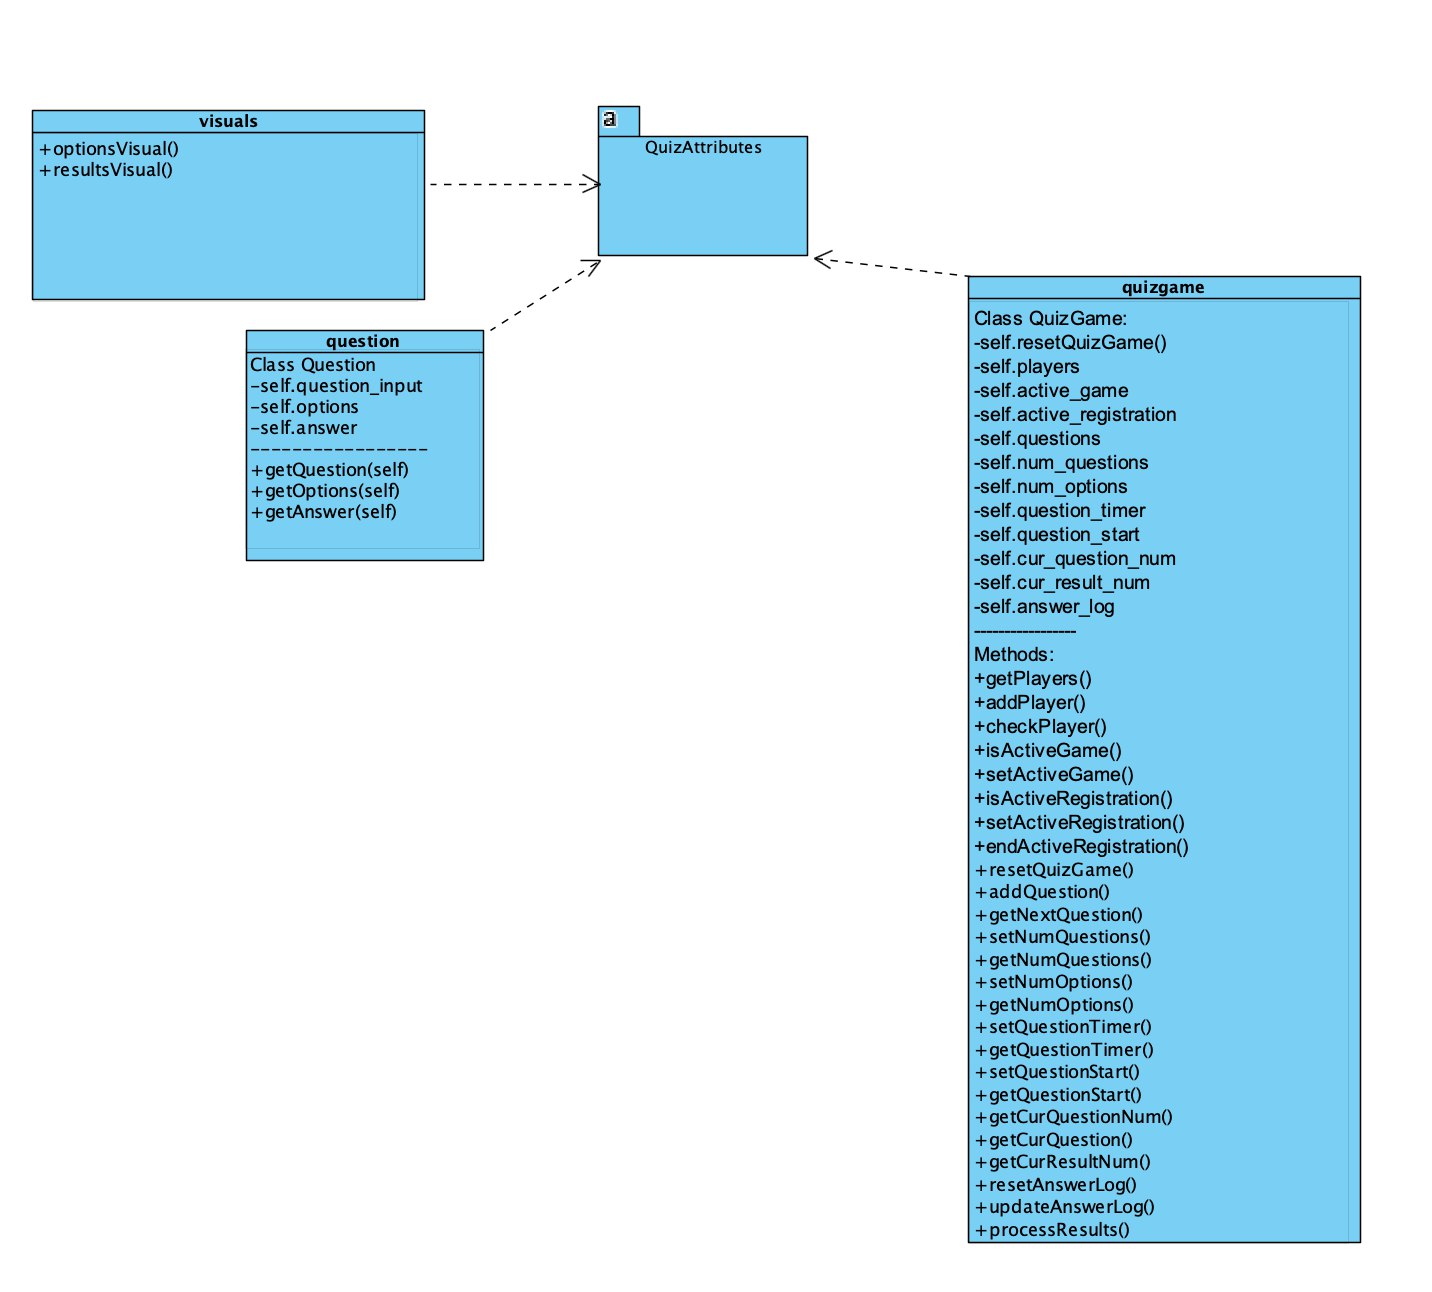 visuals
+optionsVisual()
+resultsVisual()
a
QuizAttributes
question
Class Question
-self.question_input
-self.options
-self.answer
-----------------
+getQuestion(self)
+getOptions(self)
+getAnswer(self)
quizgame
Class QuizGame:
-self.resetQuizGame()
-self.players
-self.active_game
-self.active_registration
-self.questions
-self.num_questions
-self.num_options
-self.question_timer
-self.question_start
-self.cur_question_num
-self.cur_result_num
-self.answer_log
-----------------
Methods:
+getPlayers()
+addPlayer()
+checkPlayer()
+isActiveGame()
+setActiveGame()
+isActiveRegistration()
+setActiveRegistration()
+endActiveRegistration()
+resetQuizGame()
+addQuestion()
+getNextQuestion()
+setNumQuestions()
+getNumQuestions()
+setNumOptions()
+getNumOptions()
+setQuestionTimer()
+getQuestionTimer()
+setQuestionStart()
+getQuestionStart()
+getCurQuestionNum()
+getCurQuestion()
+getCurResultNum()
+resetAnswerLog()
+updateAnswerLog()
+processResults()